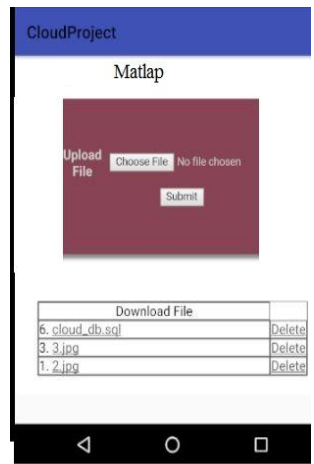 CloudProject
Matlap
Upload File
Choose File No file chosen
Submit
Download File
6. cloud_db.sql Delete
3. 3.jpg Delete
1. 2.jpg Delete